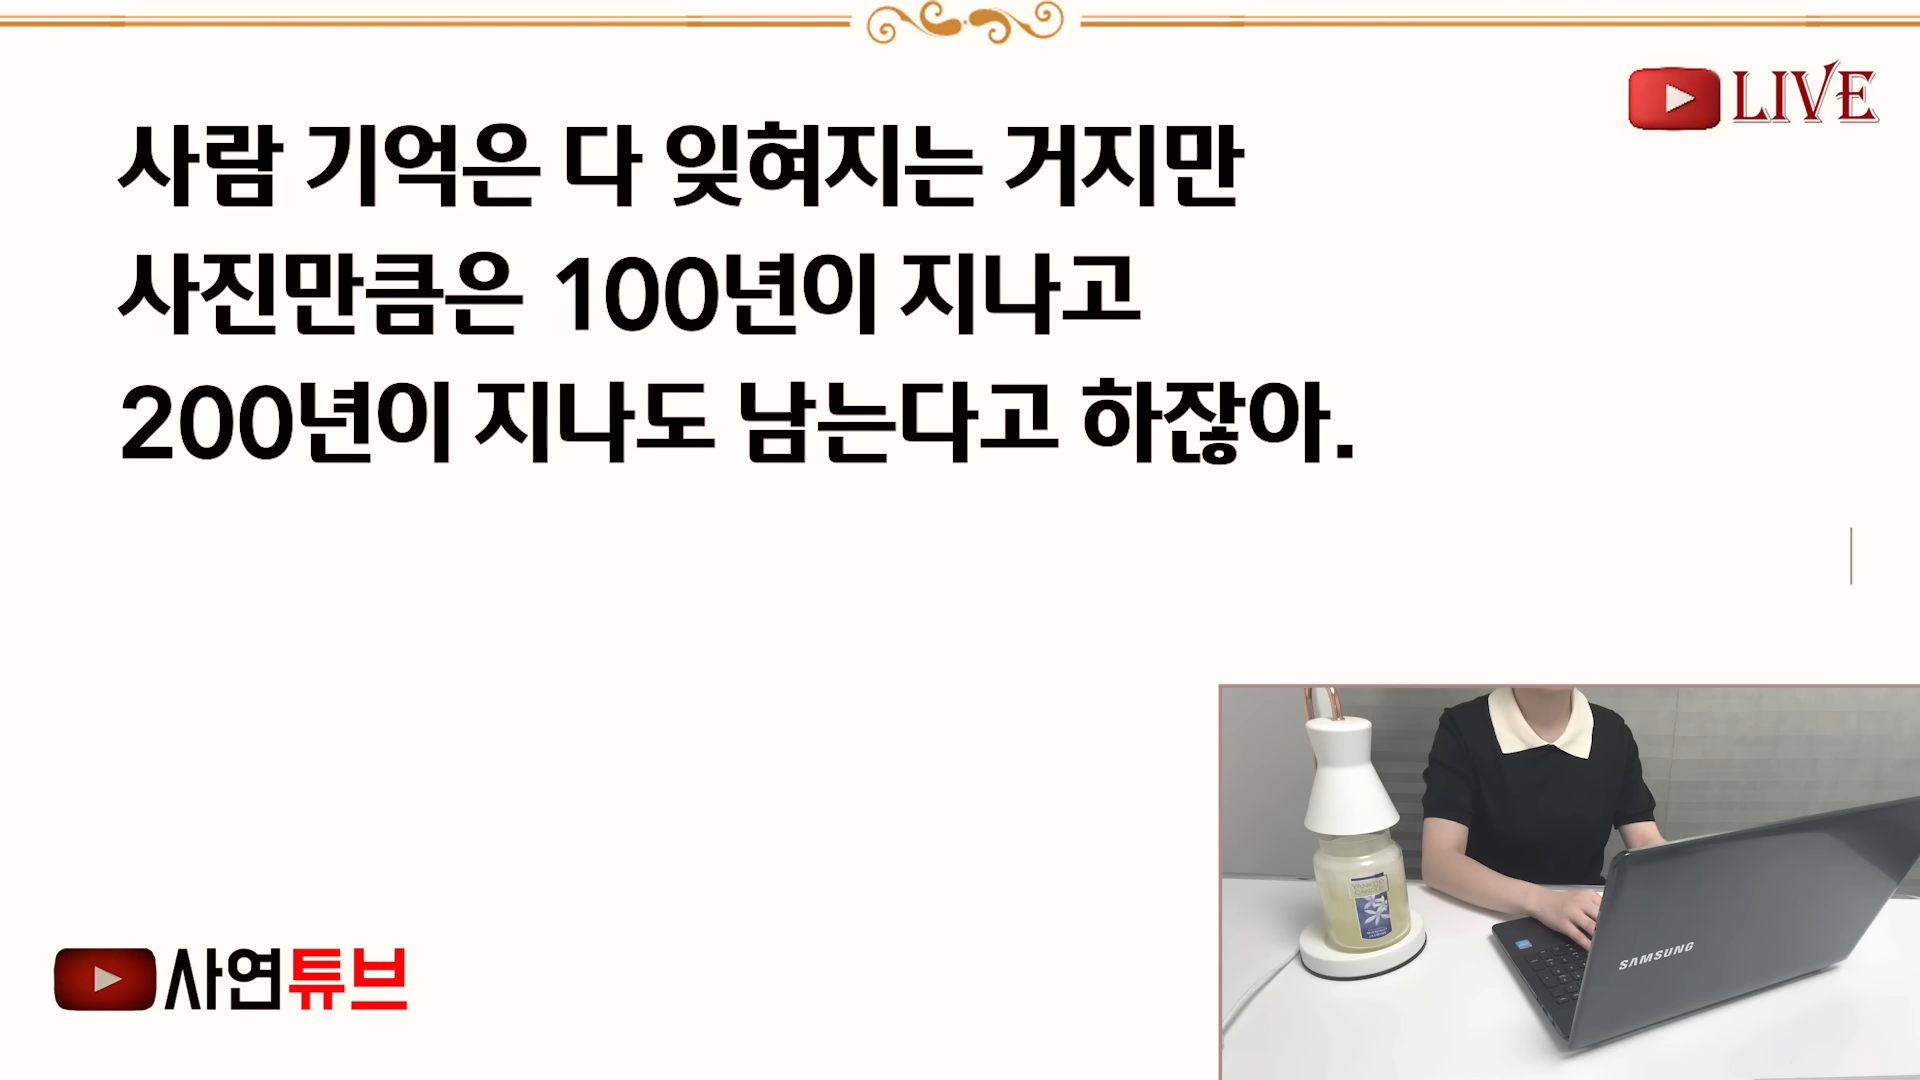 LIVE
사람 기억은 다 잊혀지는 거지만
사진만큼은 100년이 지나고
200년이 지나도 남는다고 하잖아.
YANKEE
CANDLE
SAMSUNG
사연튜브